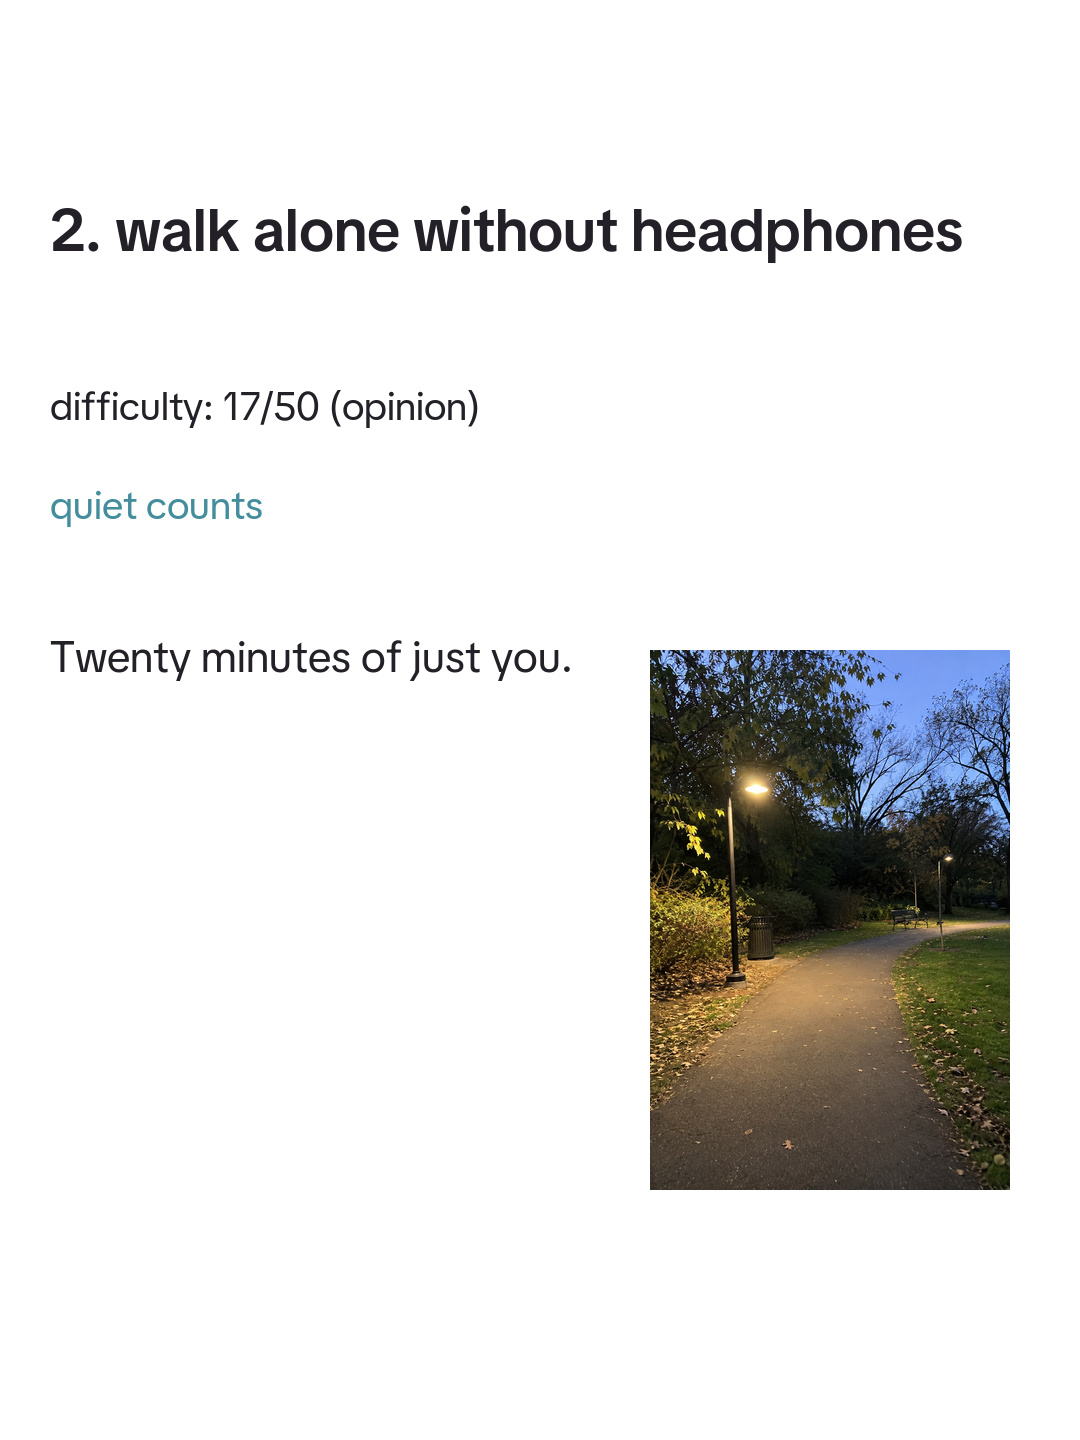 2. walk alone without headphones
difficulty: 17/50 (opinion)
quiet counts
Twenty minutes of just you.